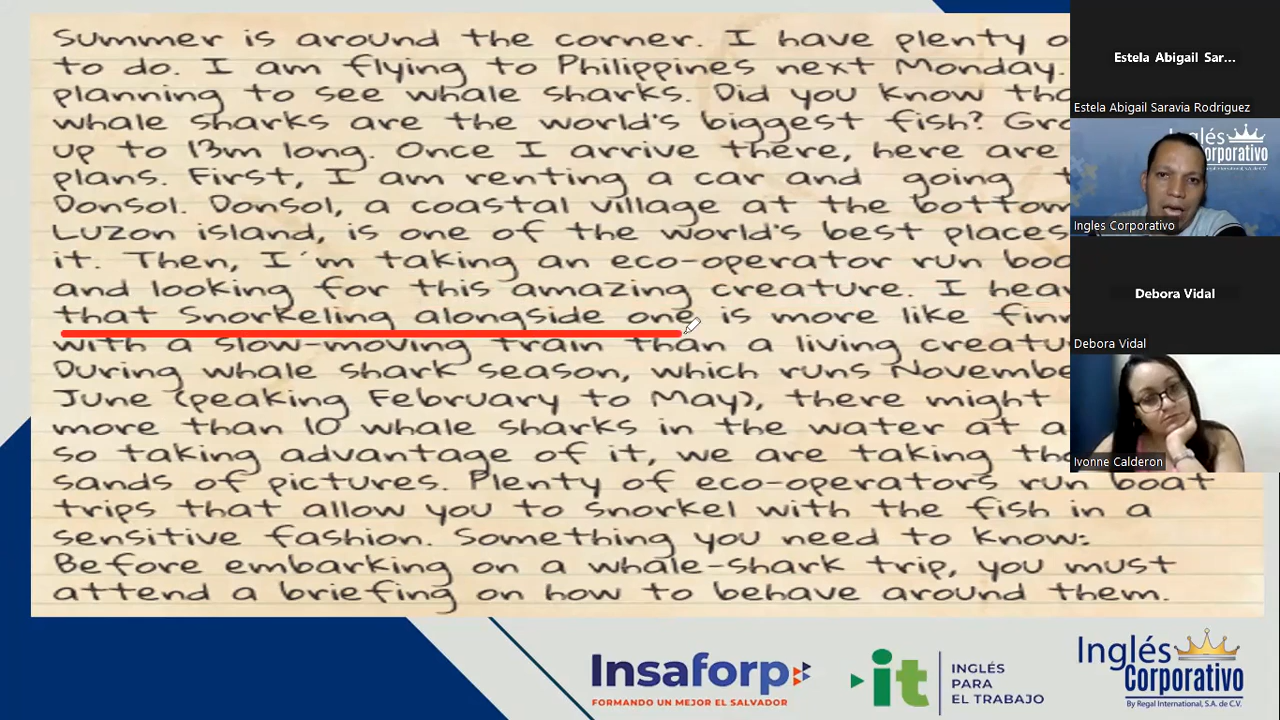 Summer is around the corner. I have plenty o
to do. I am flying to Philippines next Monday.
planning to see whale sharks. Did you know tha
whale sharks are the world's biggest fish? Gro
up to 13m long. Once I arrive there, here are
plans. First, I am renting a car and going t
Donsol. Donsol, a coastal village at the bottom
Luzon island, is one of the world's best places
it. Then, I'm taking an eco-operator run boa
and looking for this amazing creature. I hear
that Snorkeling alongside one is more like finn
with a slow-moving train than a living creatu
During whale shark season, which runs Novembe
June (peaking February to May), there might
more than 10 whale sharks in the water at a
so taking advantage of it, we are taking tho
sands of pictures. Plenty of eco-operators run boat
trips that allow you to snorkel with the fish in a
sensitive fashion. Something you need to know:
Before embarking on a whale-shark trip, you must
attend a briefing on how to behave around them.
Estela Abigail Sar...
Estela Abigail Saravia Rodriguez
Inglés
Corporativo
Ingles Corporativo
Debora Vidal
Debora Vidal
Ivonne Calderon
Insaforp
FORMANDO UN MEJOR EL SALVADOR
it
INGLÉS
PARA
EL TRABAJO
Inglés
Corporativo
By Regal International, S.A. de C.V.